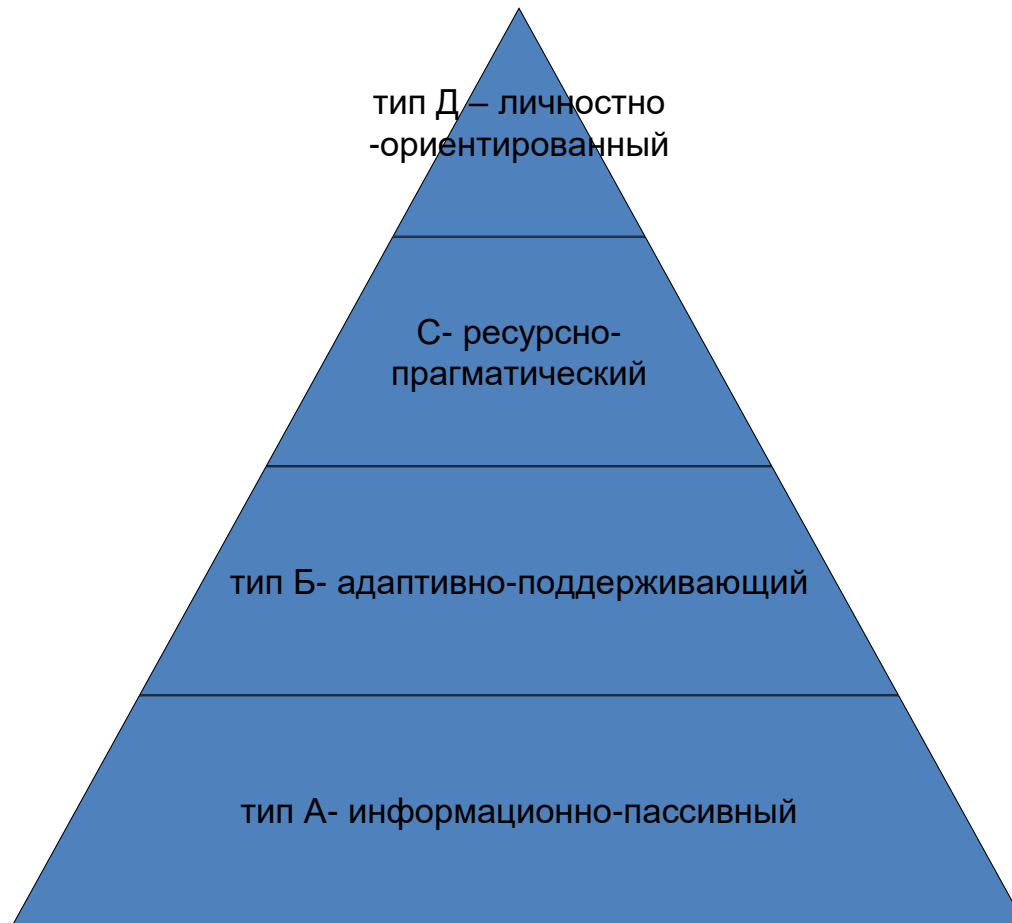 тип Д – личностно
-ориентированный
С- ресурсно-
прагматический
тип Б- адаптивно-поддерживающий
тип А- информационно-пассивный